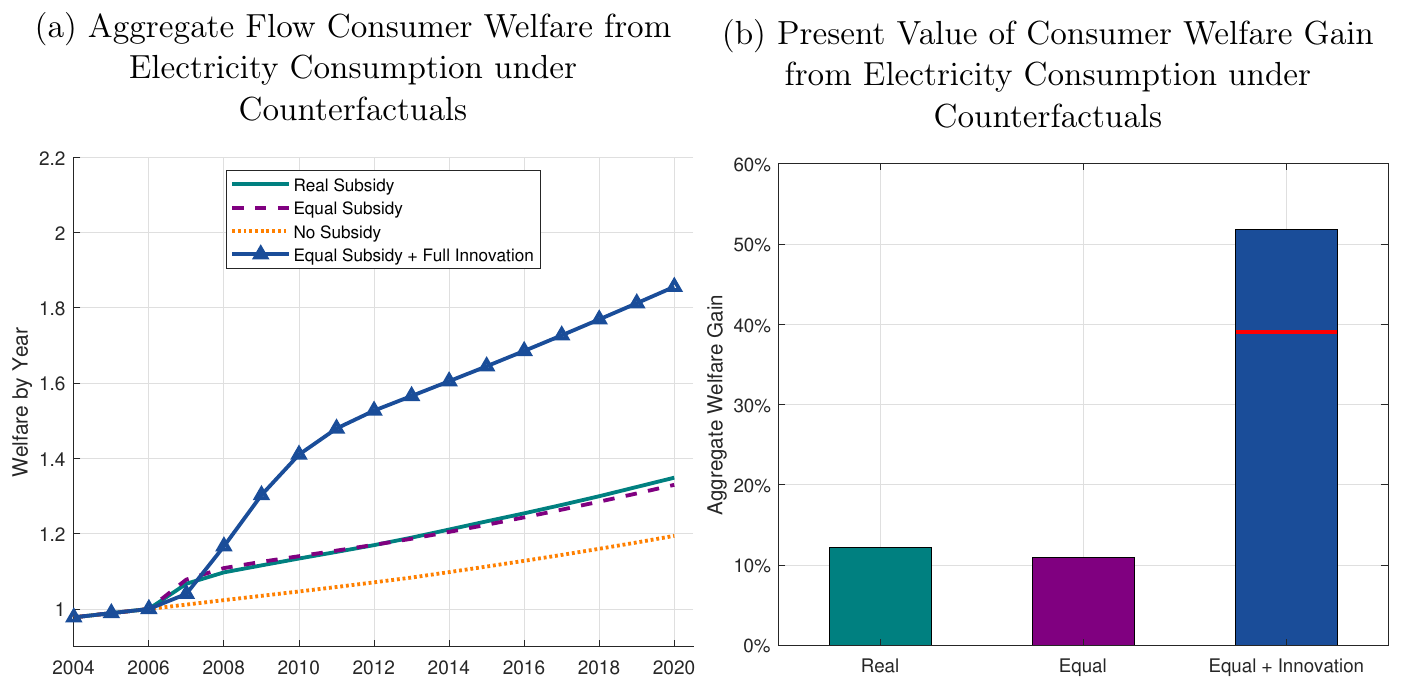 (a) Aggregate Flow Consumer Welfare from
Electricity Consumption under
Counterfactuals
2.2
2
1.8
1.6
1.4
1.2
1
Welfare by Year
Real Subsidy
Equal Subsidy
No Subsidy
Equal Subsidy + Full Innovation
2004 2006 2008 2010 2012 2014 2016 2018 2020
(b) Present Value of Consumer Welfare Gain
from Electricity Consumption under
Counterfactuals
60%
50%
40%
30%
20%
10%
0%
Aggregate Welfare Gain
Real Equal Equal + Innovation